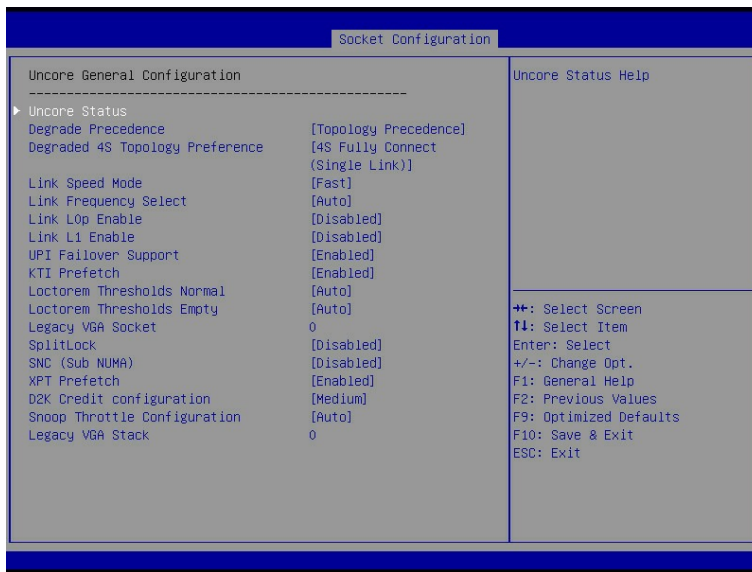 Socket Configuration
Uncore General Configuration
Uncore Status Help
--------------------------------------------------
Uncore Status
Degrade Precedence [Topology Precedence]
Degraded 4S Topology Preference [4S Fully Connect
(Single Link)]
Link Speed Mode [Fast]
Link Frequency Select [Auto]
Link L0p Enable [Disabled]
Link L1 Enable [Disabled]
UPI Failover Support [Enabled]
KTI Prefetch [Enabled]
Loctorem Thresholds Normal [Auto]
Loctorem Thresholds Empty [Auto]
Legacy VGA Socket 0
SplitLock [Disabled]
SNC (Sub NUMA) [Disabled]
XPT Prefetch [Enabled]
D2K Credit configuration [Medium]
Snoop Throttle Configuration [Auto]
Legacy VGA Stack 0
→←: Select Screen
↑↓: Select Item
Enter: Select
+/-: Change Opt.
F1: General Help
F2: Previous Values
F9: Optimized Defaults
F10: Save & Exit
ESC: Exit